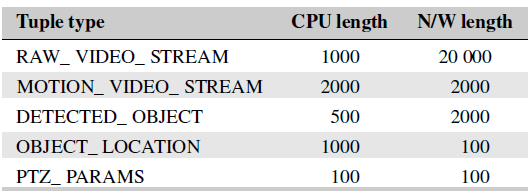 Tuple type CPU length N/W length
RAW_ VIDEO_ STREAM 1000 20 000
MOTION_ VIDEO_ STREAM 2000 2000
DETECTED_ OBJECT 500 2000
OBJECT_ LOCATION 1000 100
PTZ_ PARAMS 100 100